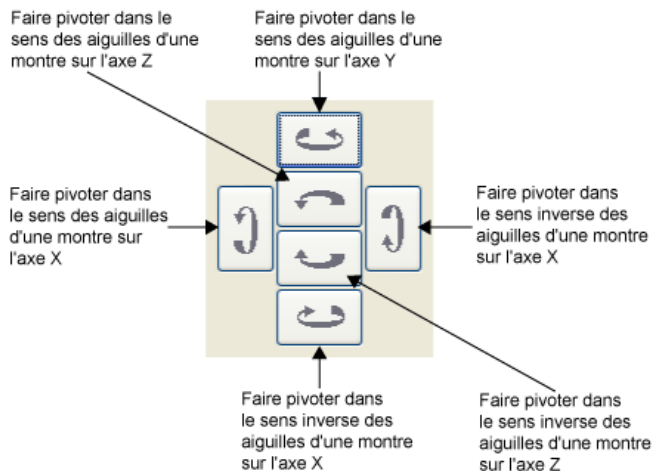 Faire pivoter dans le
sens des aiguilles d'une
montre sur l'axe Z
Faire pivoter dans le
sens des aiguilles d'une
montre sur l'axe Y
Faire pivoter dans
le sens des aiguilles
d'une montre sur
l'axe X
Faire pivoter dans
le sens inverse des
aiguilles d'une montre
sur l'axe X
Faire pivoter dans
le sens inverse des
aiguilles d'une montre
sur l'axe X
Faire pivoter dans
le sens inverse des
aiguilles d'une montre
sur l'axe Z